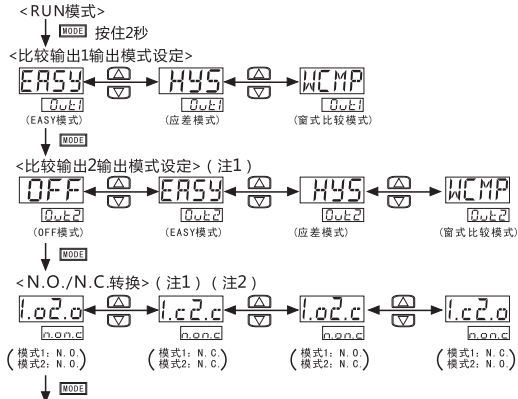 <RUN模式>
MODE 按住2秒
<比较输出1输出模式设定>
EASY HYS WCMP
Out1 Out1 Out1
(EASY模式) (应差模式) (窗式比较模式)
MODE
<比较输出2输出模式设定>(注1)
OFF EASY HYS WCMP
Out2 Out2 Out2 Out2
(OFF模式) (EASY模式) (应差模式) (窗式比较模式)
MODE
<N.O./N.C.转换>(注1)(注2)
1.o2.o 1.c2.c 1.o2.c 1.c2.o
n.on.c n.on.c n.on.c n.on.c
(模式1: N.O. (模式1: N.C. (模式1: N.O. (模式1: N.C.
模式2: N.O.) 模式2: N.C.) 模式2: N.C.) 模式2: N.O.)
MODE